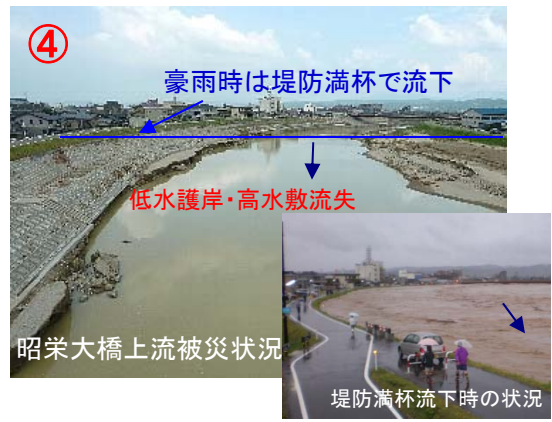 ④
豪雨時は堤防満杯で流下
低水護岸・高水敷流失
昭栄大橋上流被災状況
堤防満杯流下時の状況